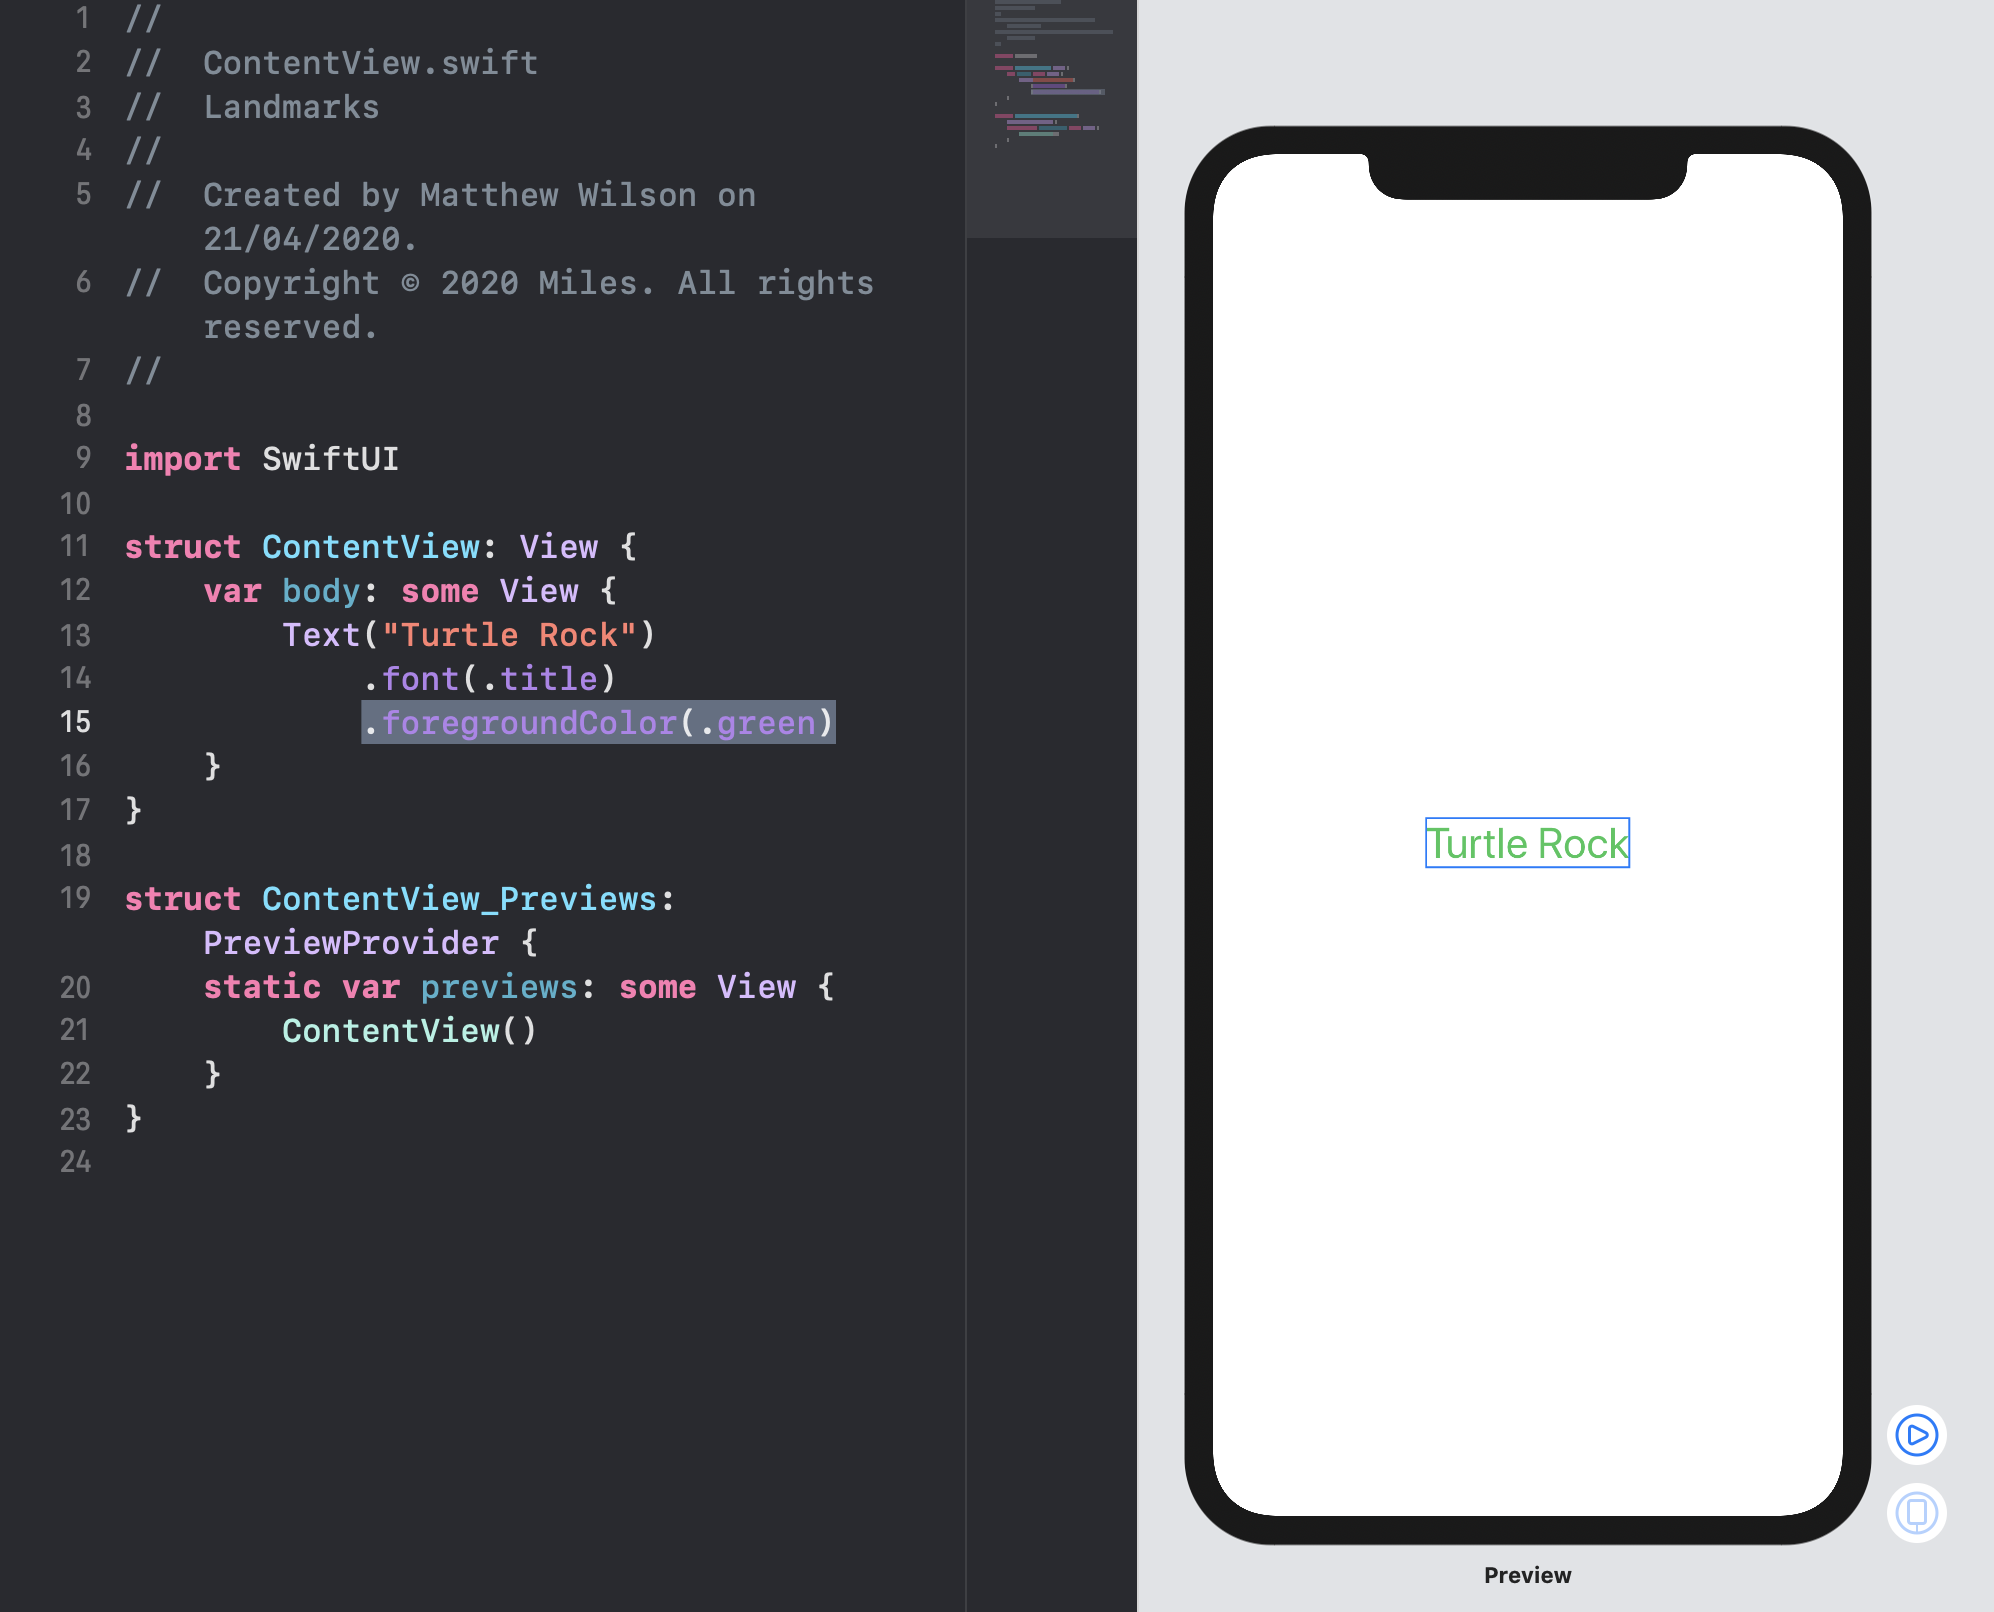 1 //
2 //  ContentView.swift
3 //  Landmarks
4 //
5 //  Created by Matthew Wilson on
21/04/2020.
6 //  Copyright © 2020 Miles. All rights
reserved.
7 //
8
9 import SwiftUI
10
11 struct ContentView: View {
12     var body: some View {
13         Text("Turtle Rock")
14             .font(.title)
15             .foregroundColor(.green)
16     }
17 }
18
19 struct ContentView_Previews:
PreviewProvider {
20     static var previews: some View {
21         ContentView()
22     }
23 }
24
Turtle Rock
Preview